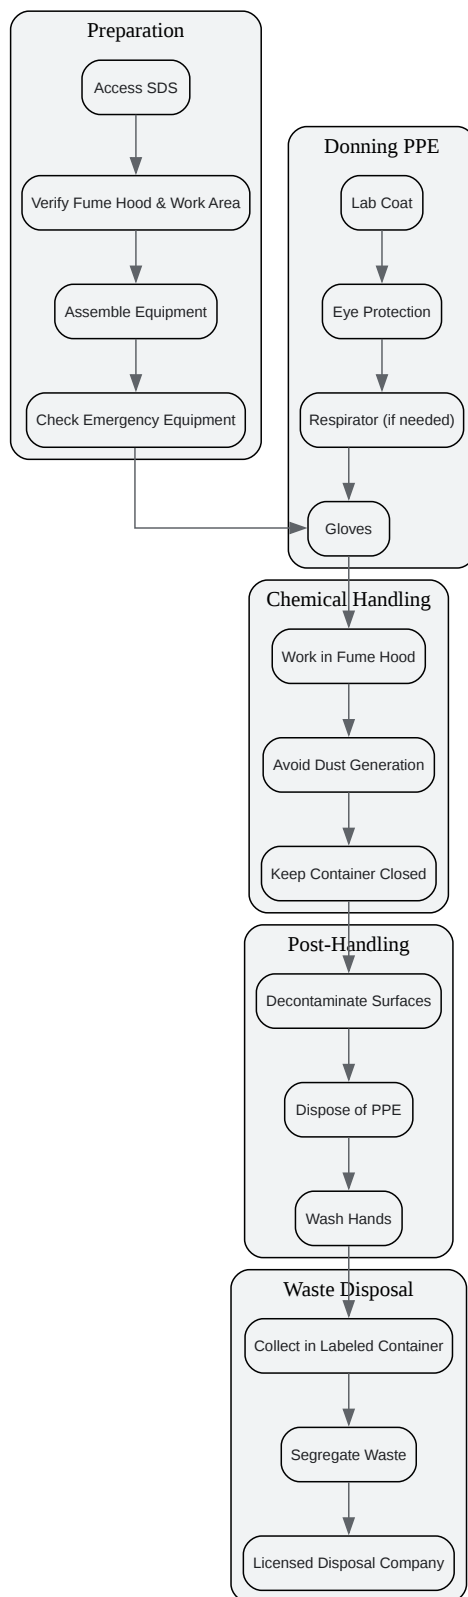 Preparation
Access SDS
Verify Fume Hood & Work Area
Assemble Equipment
Check Emergency Equipment
Donning PPE
Lab Coat
Eye Protection
Respirator (if needed)
Gloves
Chemical Handling
Work in Fume Hood
Avoid Dust Generation
Keep Container Closed
Post-Handling
Decontaminate Surfaces
Dispose of PPE
Wash Hands
Waste Disposal
Collect in Labeled Container
Segregate Waste
Licensed Disposal Company